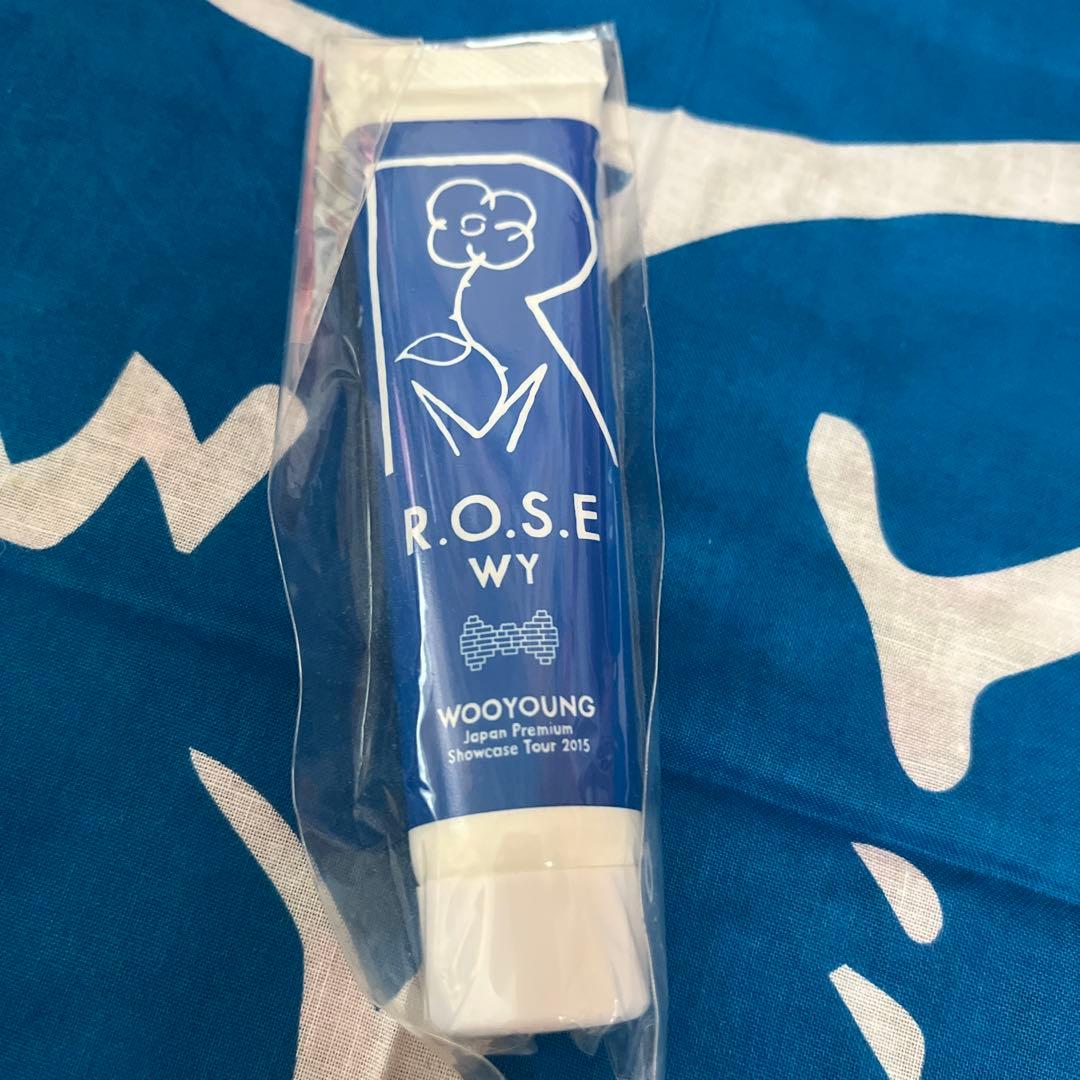 R
R.O.S.E
WY
WOOYOUNG
Japan Premium
Showcase Tour 2015